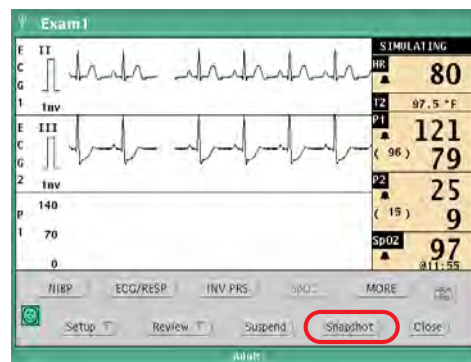 Exam1
SIMULATING
E II
C
G
1 1mv
HR 80
T2 97.5 °F
E III
C
G
2 1mv
P1 121
( 96 ) 79
P 140
1 70
0
P2 25
( 15 ) 9
SpO2 97
@11:55
NIBP ECG/RESP INV PRS SpO2 MORE
Setup Review Suspend Snapshot Close
Adult